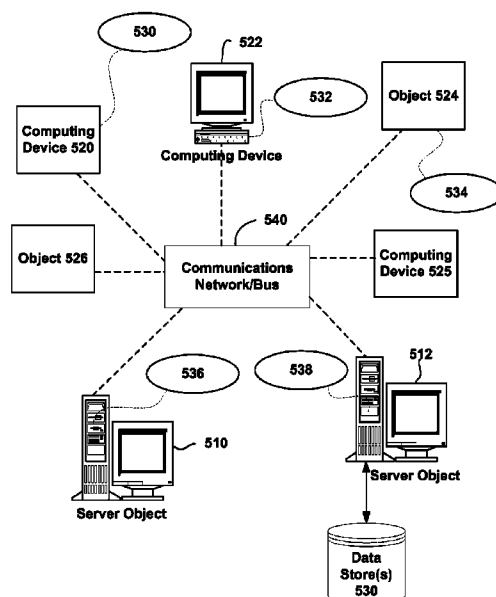 530
522
532
Object 524
Computing
Device 520
Computing Device
534
540
Object 526
Communications
Network/Bus
Computing
Device 525
536
538
512
510
Server Object
Server Object
Data
Store(s)
530